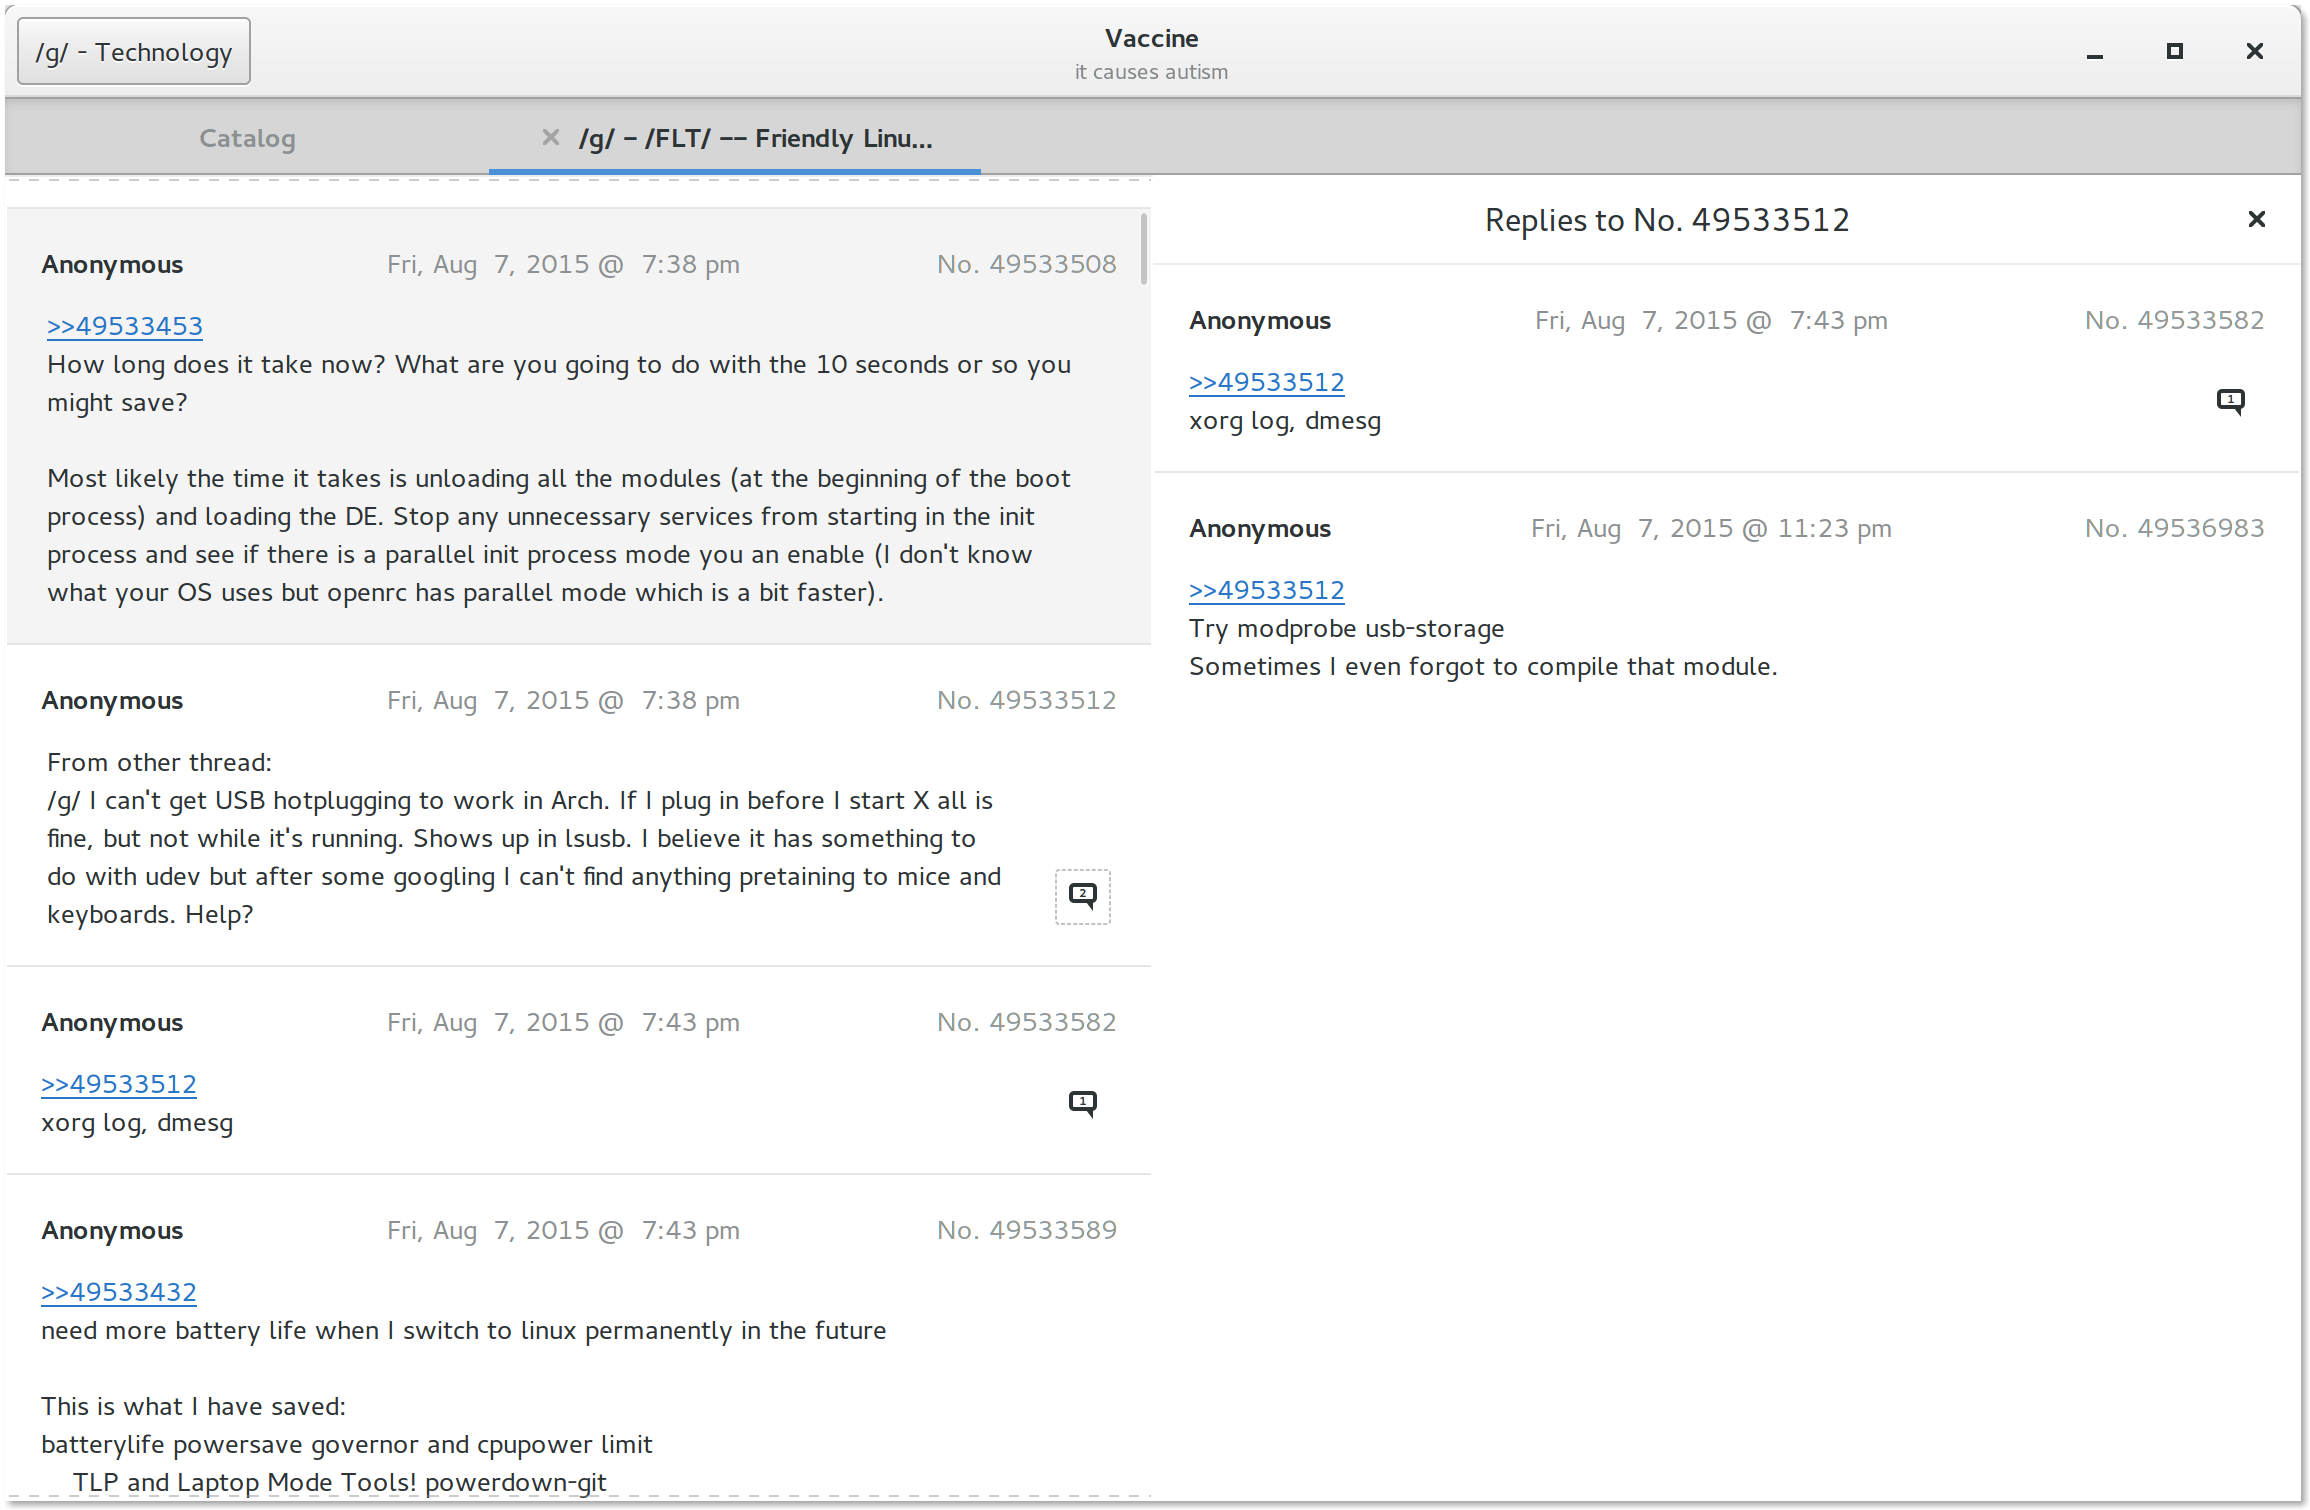 /g/ - Technology
Vaccine
it causes autism
Catalog
/g/ – /FLT/ -- Friendly Linu...
Anonymous Fri, Aug 7, 2015 @ 7:38 pm No. 49533508
>>49533453
How long does it take now? What are you going to do with the 10 seconds or so you
might save?
Most likely the time it takes is unloading all the modules (at the beginning of the boot
process) and loading the DE. Stop any unnecessary services from starting in the init
process and see if there is a parallel init process mode you an enable (I don't know
what your OS uses but openrc has parallel mode which is a bit faster).
Anonymous Fri, Aug 7, 2015 @ 7:38 pm No. 49533512
From other thread:
/g/ I can't get USB hotplugging to work in Arch. If I plug in before I start X all is
fine, but not while it's running. Shows up in lsusb. I believe it has something to
do with udev but after some googling I can't find anything pretaining to mice and
keyboards. Help?
2
Anonymous Fri, Aug 7, 2015 @ 7:43 pm No. 49533582
>>49533512
xorg log, dmesg
1
Anonymous Fri, Aug 7, 2015 @ 7:43 pm No. 49533589
>>49533432
need more battery life when I switch to linux permanently in the future
This is what I have saved:
batterylife powersave governor and cpupower limit
TLP and Laptop Mode Tools! powerdown-git
Replies to No. 49533512
Anonymous Fri, Aug 7, 2015 @ 7:43 pm No. 49533582
>>49533512
xorg log, dmesg
1
Anonymous Fri, Aug 7, 2015 @ 11:23 pm No. 49536983
>>49533512
Try modprobe usb-storage
Sometimes I even forgot to compile that module.